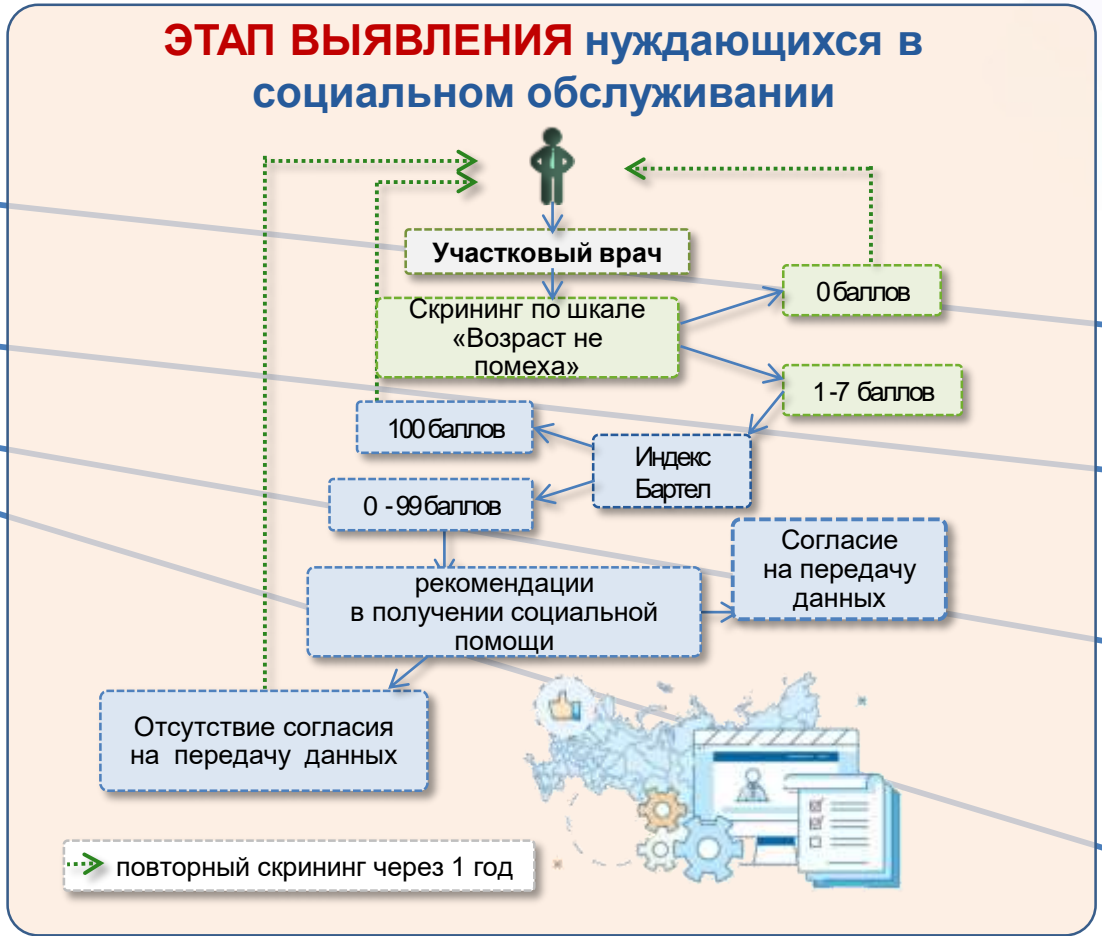 ЭТАП ВЫЯВЛЕНИЯ нуждающихся в
социальном обслуживании
Участковый врач
Скрининг по шкале
«Возраст не
помеха»
0 баллов
1-7 баллов
100 баллов
Индекс
Бартел
0 - 99 баллов
Согласие
на передачу
данных
рекомендации
в получении социальной
помощи
Отсутствие согласия
на передачу данных
повторный скрининг через 1 год